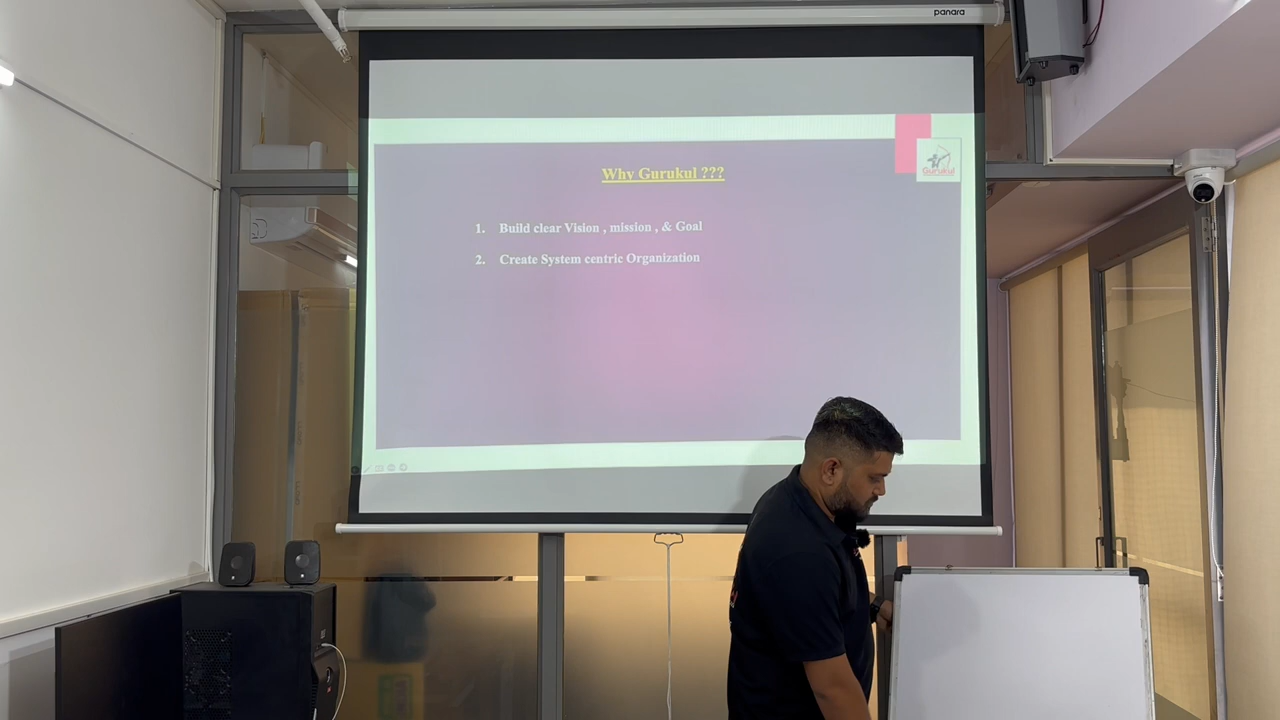 panara
Why Gurukul ???
Gurukul
1. Build clear Vision , mission , & Goal
2. Create System centric Organization